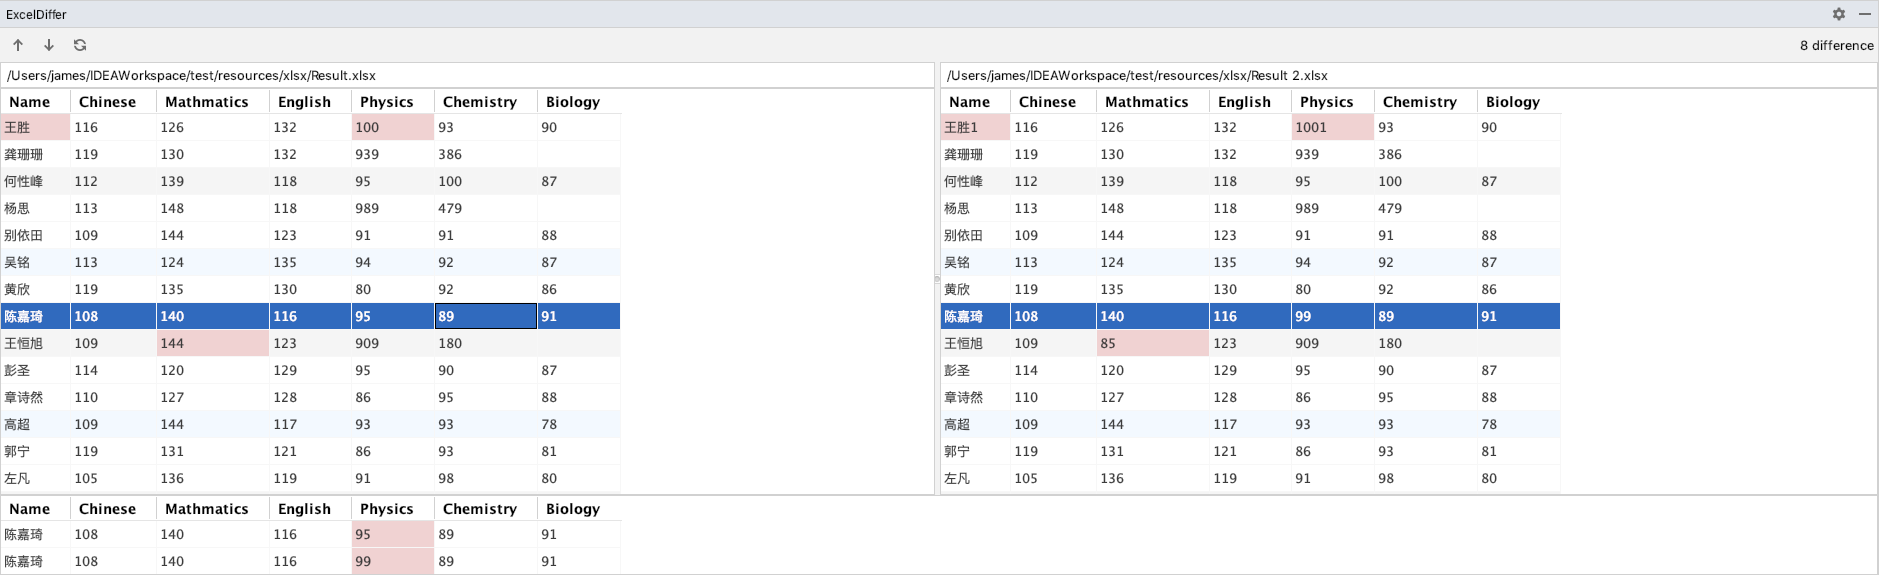 ExcelDiffer
8 difference
/Users/james/IDEAWorkspace/test/resources/xlsx/Result.xlsx
Name Chinese Mathmatics English Physics Chemistry Biology
王胜 116 126 132 100 93 90
龚珊珊 119 130 132 939 386
何性峰 112 139 118 95 100 87
杨思 113 148 118 989 479
别依田 109 144 123 91 91 88
吴铭 113 124 135 94 92 87
黄欣 119 135 130 80 92 86
陈嘉琦 108 140 116 95 89 91
王恒旭 109 144 123 909 180
彭圣 114 120 129 95 90 87
章诗然 110 127 128 86 95 88
高超 109 144 117 93 93 78
郭宁 119 131 121 86 93 81
左凡 105 136 119 91 98 80
/Users/james/IDEAWorkspace/test/resources/xlsx/Result 2.xlsx
Name Chinese Mathmatics English Physics Chemistry Biology
王胜1 116 126 132 1001 93 90
龚珊珊 119 130 132 939 386
何性峰 112 139 118 95 100 87
杨思 113 148 118 989 479
别依田 109 144 123 91 91 88
吴铭 113 124 135 94 92 87
黄欣 119 135 130 80 92 86
陈嘉琦 108 140 116 99 89 91
王恒旭 109 85 123 909 180
彭圣 114 120 129 95 90 87
章诗然 110 127 128 86 95 88
高超 109 144 117 93 93 78
郭宁 119 131 121 86 93 81
左凡 105 136 119 91 98 80
Name Chinese Mathmatics English Physics Chemistry Biology
陈嘉琦 108 140 116 95 89 91
陈嘉琦 108 140 116 99 89 91